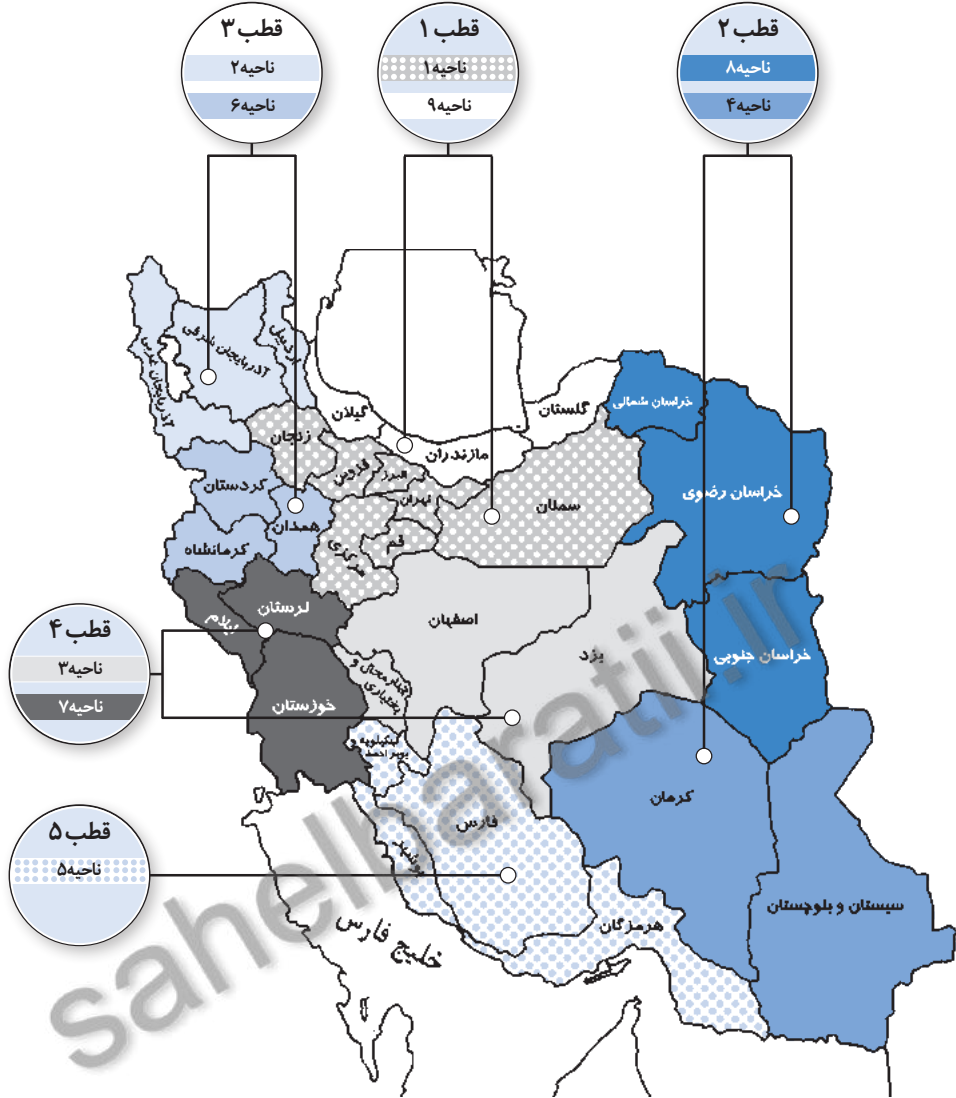 قطب ۳
ناحیه۲
ناحیه۶
قطب ۱
ناحیه۱
ناحیه۹
قطب ۲
ناحیه۸
ناحیه۴
آذربایجان شرقی
اردبیل
آذربایجان غربی
گیلان
گلستان
خراسان شمالی
زنجان
مازندران
قزوین
البرز
تهران
سمنان
خراسان رضوی
کردستان
همدان
مرکزی
قم
کرمانشاه
قطب ۴
ناحیه۳
ناحیه۷
ایلام
لرستان
اصفهان
یزد
خراسان جنوبی
چهارمحال و
بختیاری
خوزستان
کهگیلویه و
بویر احمد
کرمان
قطب ۵
ناحیه۵
فارس
بوشهر
سیستان و بلوچستان
هرمزگان
خلیج فارس
sahelbaratii.ir